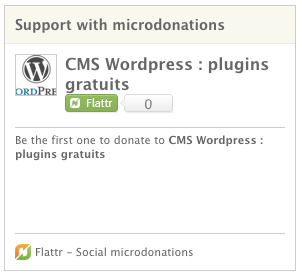 Support with microdonations
ORDPRE
CMS Wordpress : plugins
gratuits
Flattr 0
Be the first one to donate to CMS Wordpress :
plugins gratuits
Flattr - Social microdonations